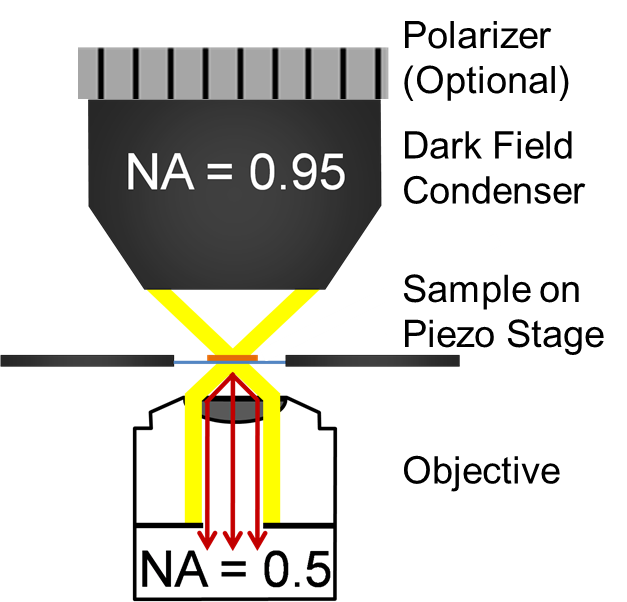 Polarizer
(Optional)
NA = 0.95
Dark Field
Condenser
Sample on
Piezo Stage
Objective
NA = 0.5